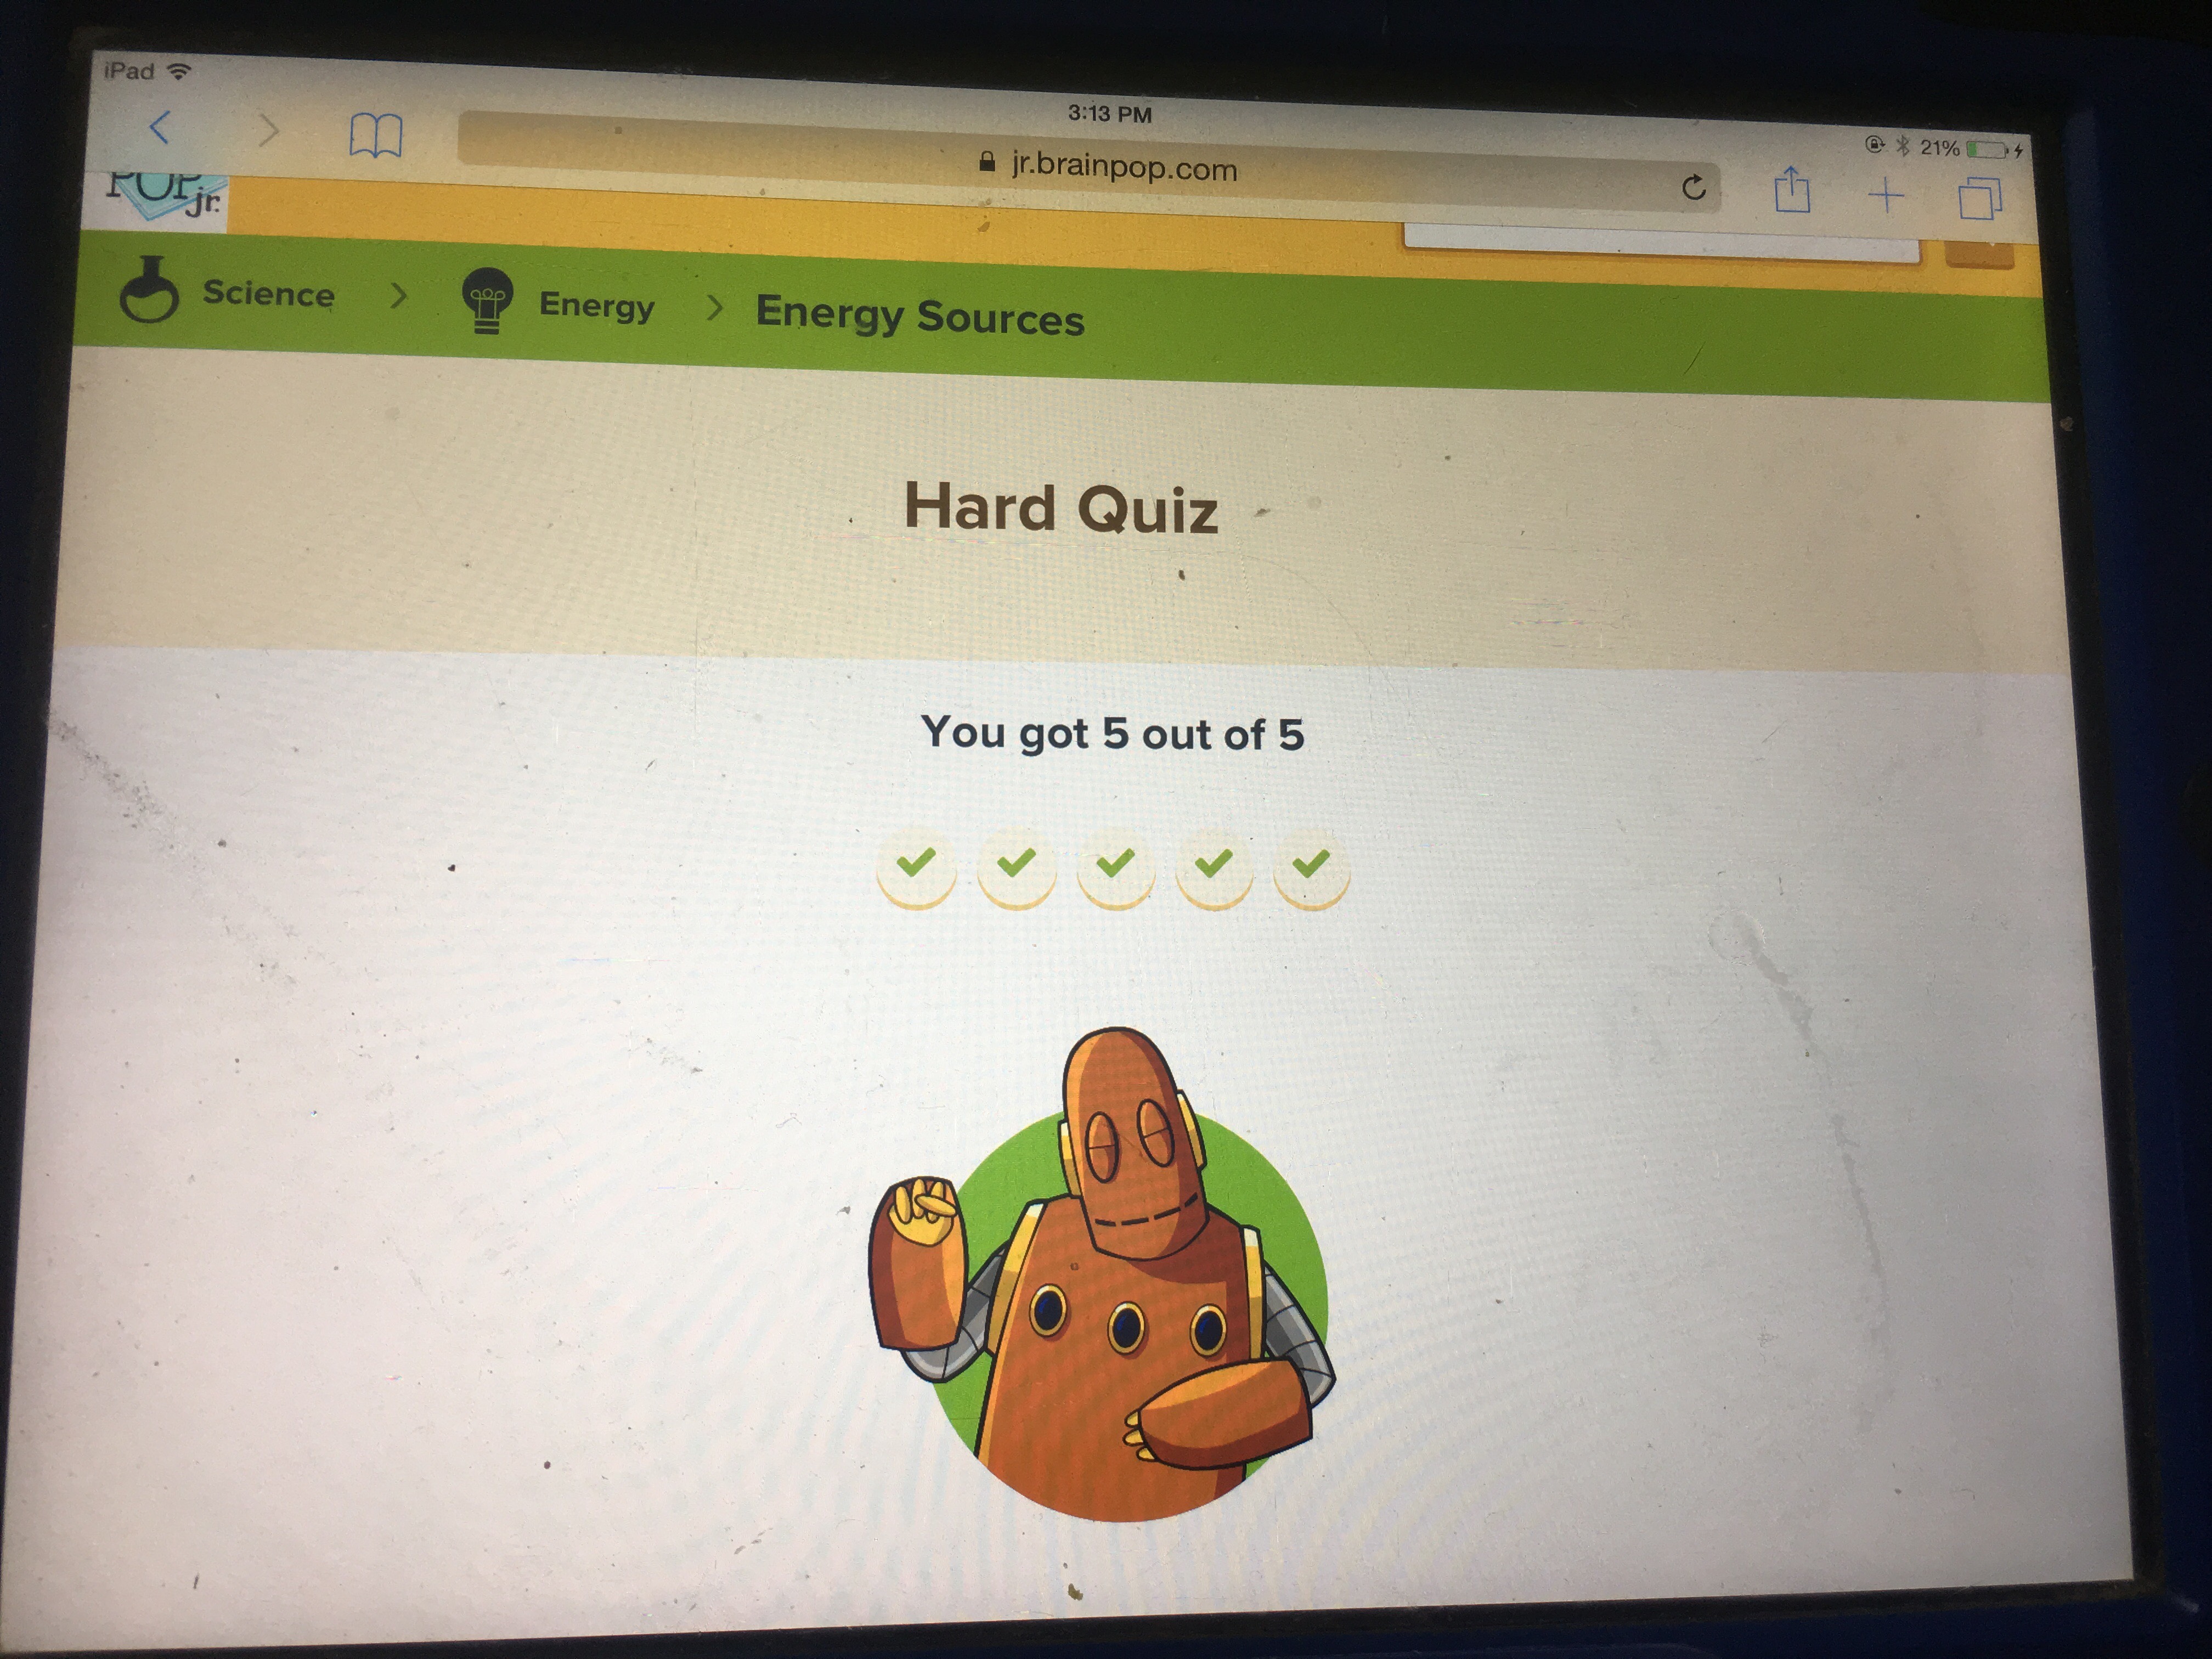 iPad
3:13 PM
21%
jr.brainpop.com
POP jr.
Science > Energy > Energy Sources
Hard Quiz
You got 5 out of 5